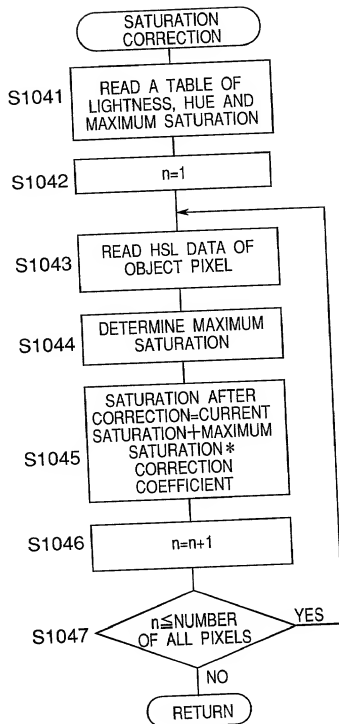 SATURATION
CORRECTION
S1041
READ A TABLE OF
LIGHTNESS, HUE AND
MAXIMUM SATURATION
S1042
n=1
S1043
READ HSL DATA OF
OBJECT PIXEL
S1044
DETERMINE MAXIMUM
SATURATION
S1045
SATURATION AFTER
CORRECTION=CURRENT
SATURATION+MAXIMUM
SATURATION*
CORRECTION
COEFFICIENT
S1046
n=n+1
S1047
n≦NUMBER
OF ALL PIXELS
YES
NO
RETURN